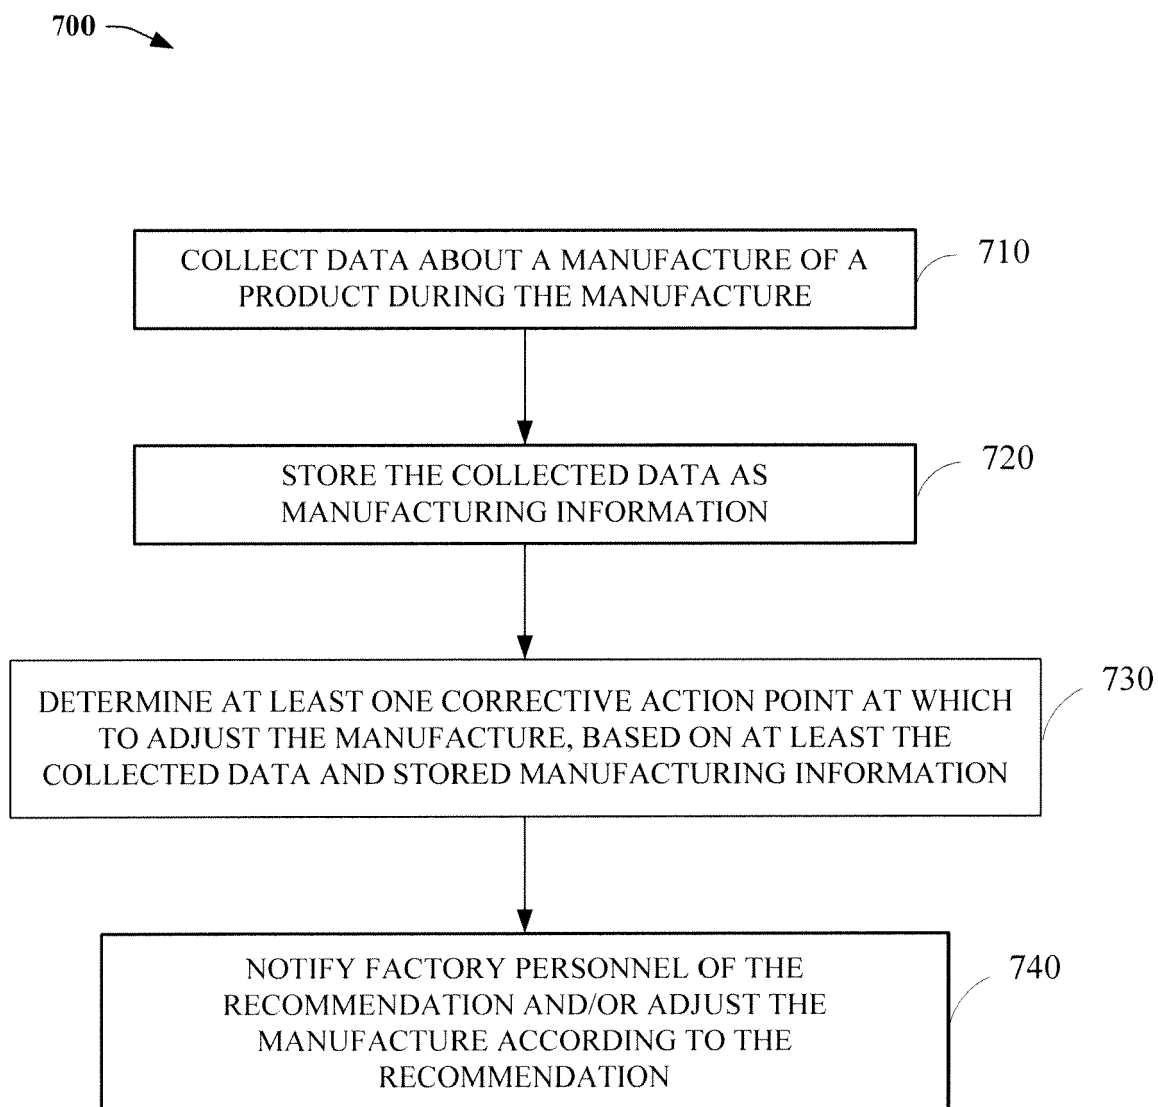 700
COLLECT DATA ABOUT A MANUFACTURE OF A
PRODUCT DURING THE MANUFACTURE
710
STORE THE COLLECTED DATA AS
MANUFACTURING INFORMATION
720
DETERMINE AT LEAST ONE CORRECTIVE ACTION POINT AT WHICH
TO ADJUST THE MANUFACTURE, BASED ON AT LEAST THE
COLLECTED DATA AND STORED MANUFACTURING INFORMATION
730
NOTIFY FACTORY PERSONNEL OF THE
RECOMMENDATION AND/OR ADJUST THE
MANUFACTURE ACCORDING TO THE
RECOMMENDATION
740